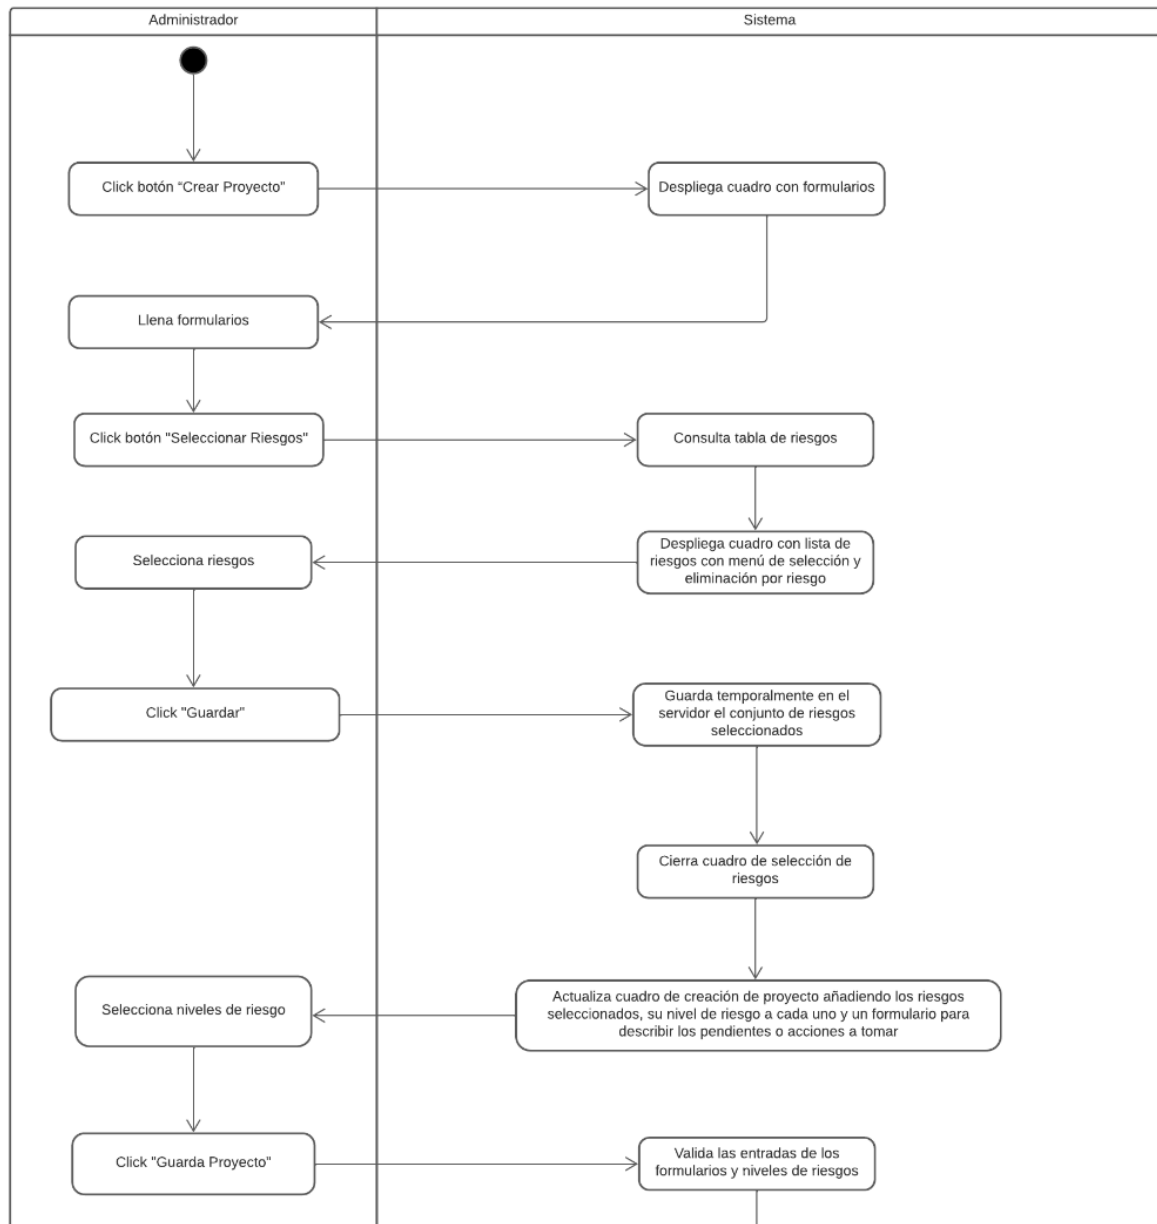 Administrador
Sistema
Click botón “Crear Proyecto”
Despliega cuadro con formularios
Llena formularios
Click botón "Seleccionar Riesgos"
Consulta tabla de riesgos
Despliega cuadro con lista de
riesgos con menú de selección y
eliminación por riesgo
Selecciona riesgos
Click "Guardar"
Guarda temporalmente en el
servidor el conjunto de riesgos
seleccionados
Cierra cuadro de selección de
riesgos
Actualiza cuadro de creación de proyecto añadiendo los riesgos
seleccionados, su nivel de riesgo a cada uno y un formulario para
describir los pendientes o acciones a tomar
Selecciona niveles de riesgo
Click "Guarda Proyecto"
Valida las entradas de los
formularios y niveles de riesgos